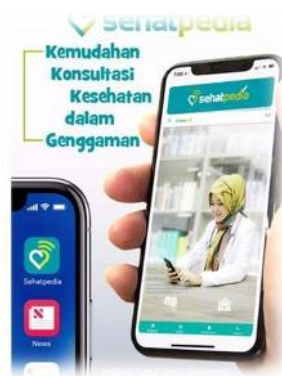 sehatpedia
Kemudahan
Konsultasi
Kesehatan
dalam
Genggaman
sehatpedia
Sehatpedia
News